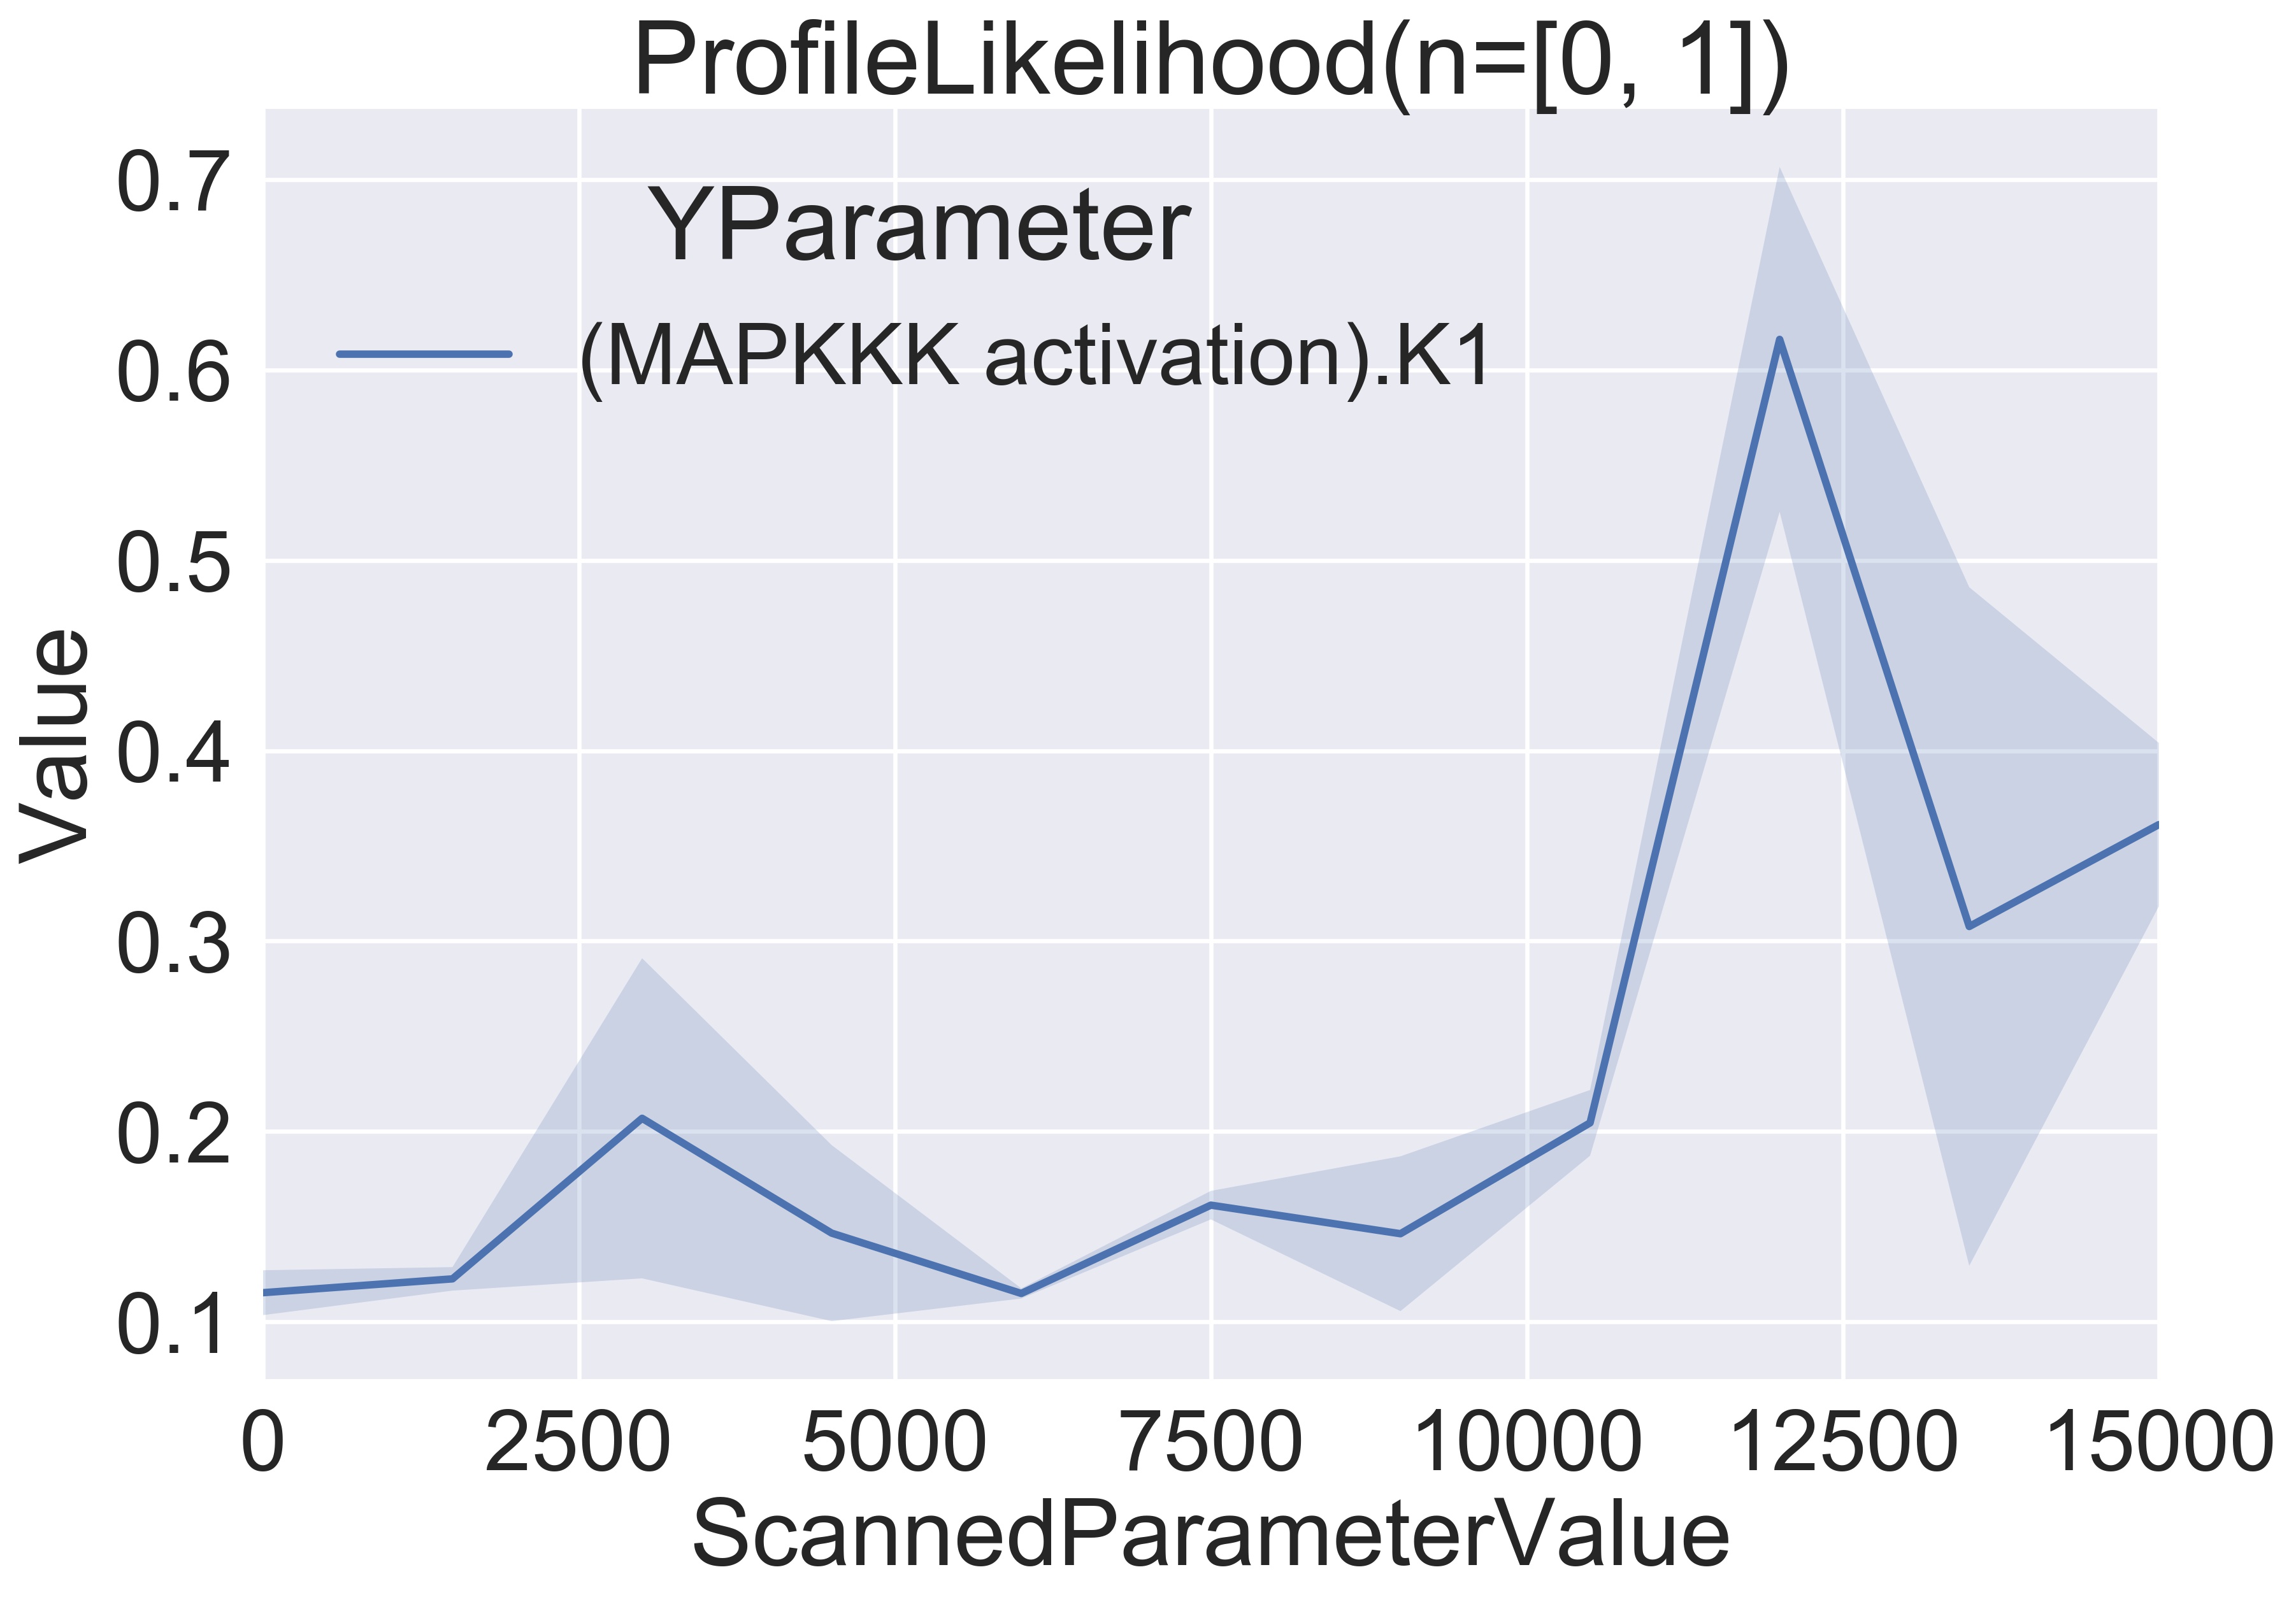 ProfileLikelihood(n=[0, 1])
YParameter
(MAPKKK activation).K1
Value
0.7
0.6
0.5
0.4
0.3
0.2
0.1
0 2500 5000 7500 10000 12500 15000
ScannedParameterValue